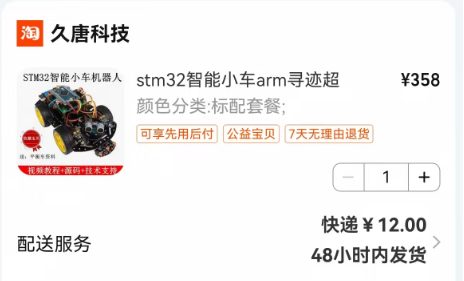 淘 久唐科技
STM32智能小车机器人
stm32智能小车arm寻迹超
¥358
颜色分类:标配套餐;
可享先用后付 公益宝贝 7天无理由退货
视频教程+源码+技术支持
1 +
快递 ¥ 12.00
配送服务
48小时内发货